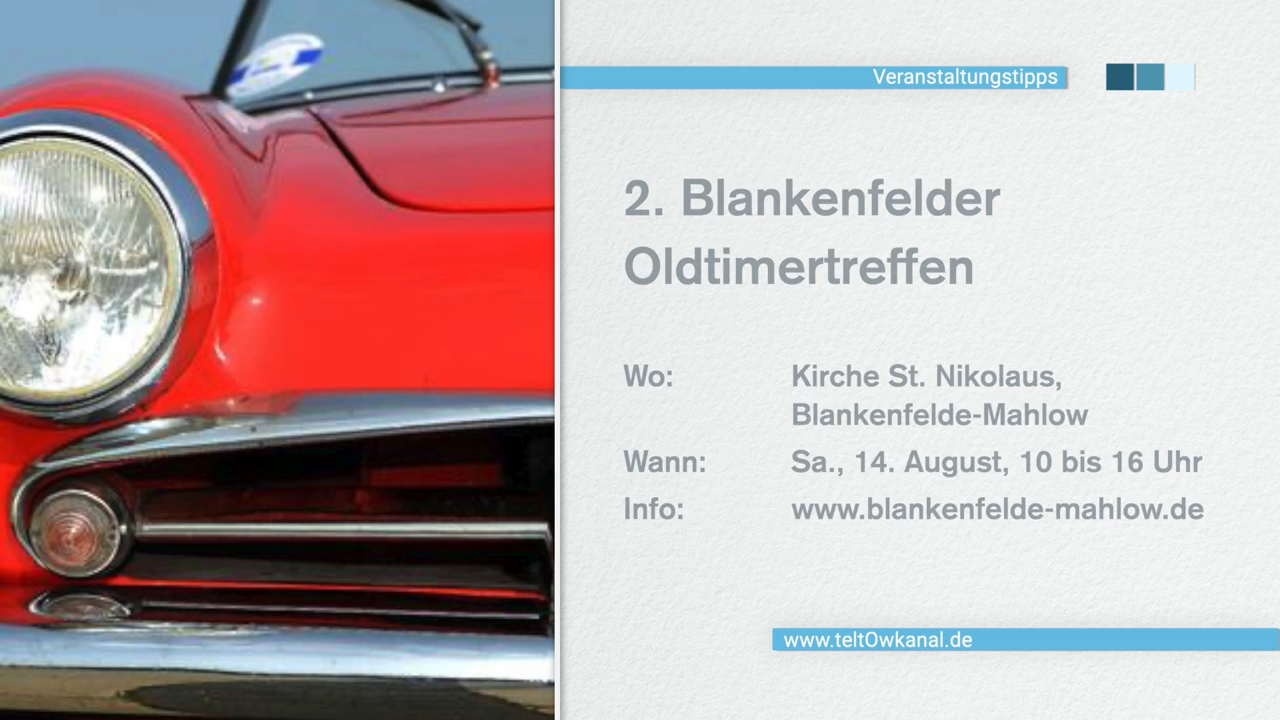 Veranstaltungstipps
2. Blankenfelder
Oldtimertreffen
Wo: Kirche St. Nikolaus,
Blankenfelde-Mahlow
Wann: Sa., 14. August, 10 bis 16 Uhr
Info: www.blankenfelde-mahlow.de
www.teltOwkanal.de